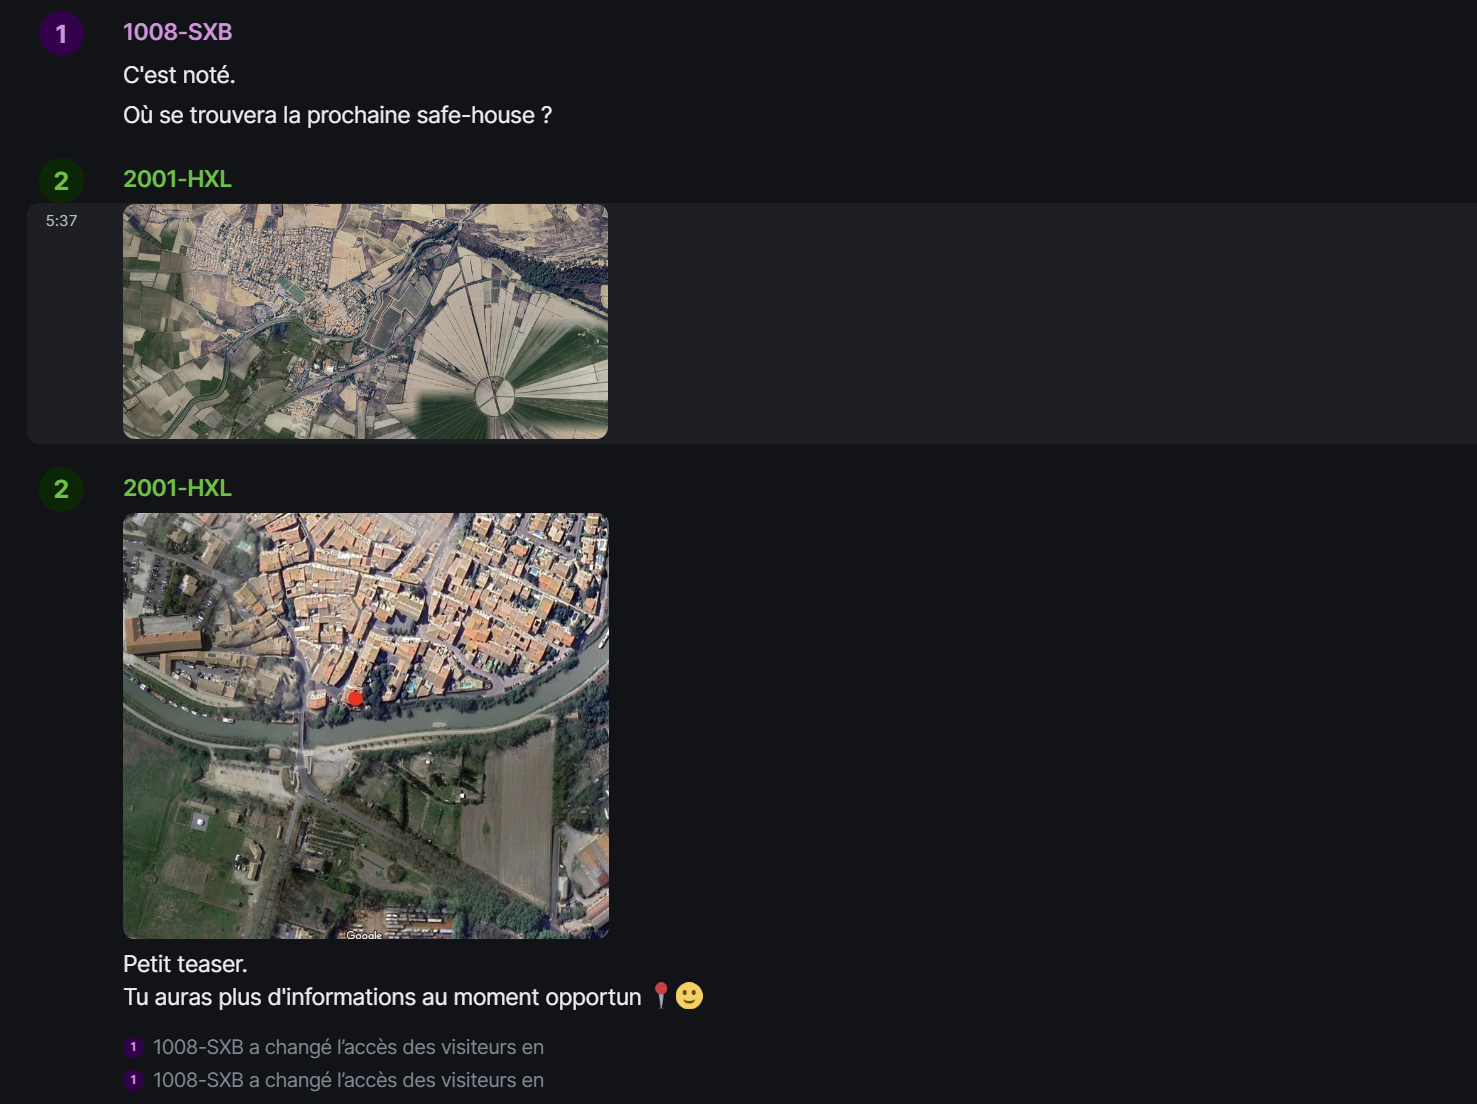 1
1008-SXB
C'est noté.
Où se trouvera la prochaine safe-house ?
2
2001-HXL
5:37
2
2001-HXL
Google
Petit teaser.
Tu auras plus d'informations au moment opportun 📍🙂
1 1008-SXB a changé l’accès des visiteurs en
1 1008-SXB a changé l’accès des visiteurs en